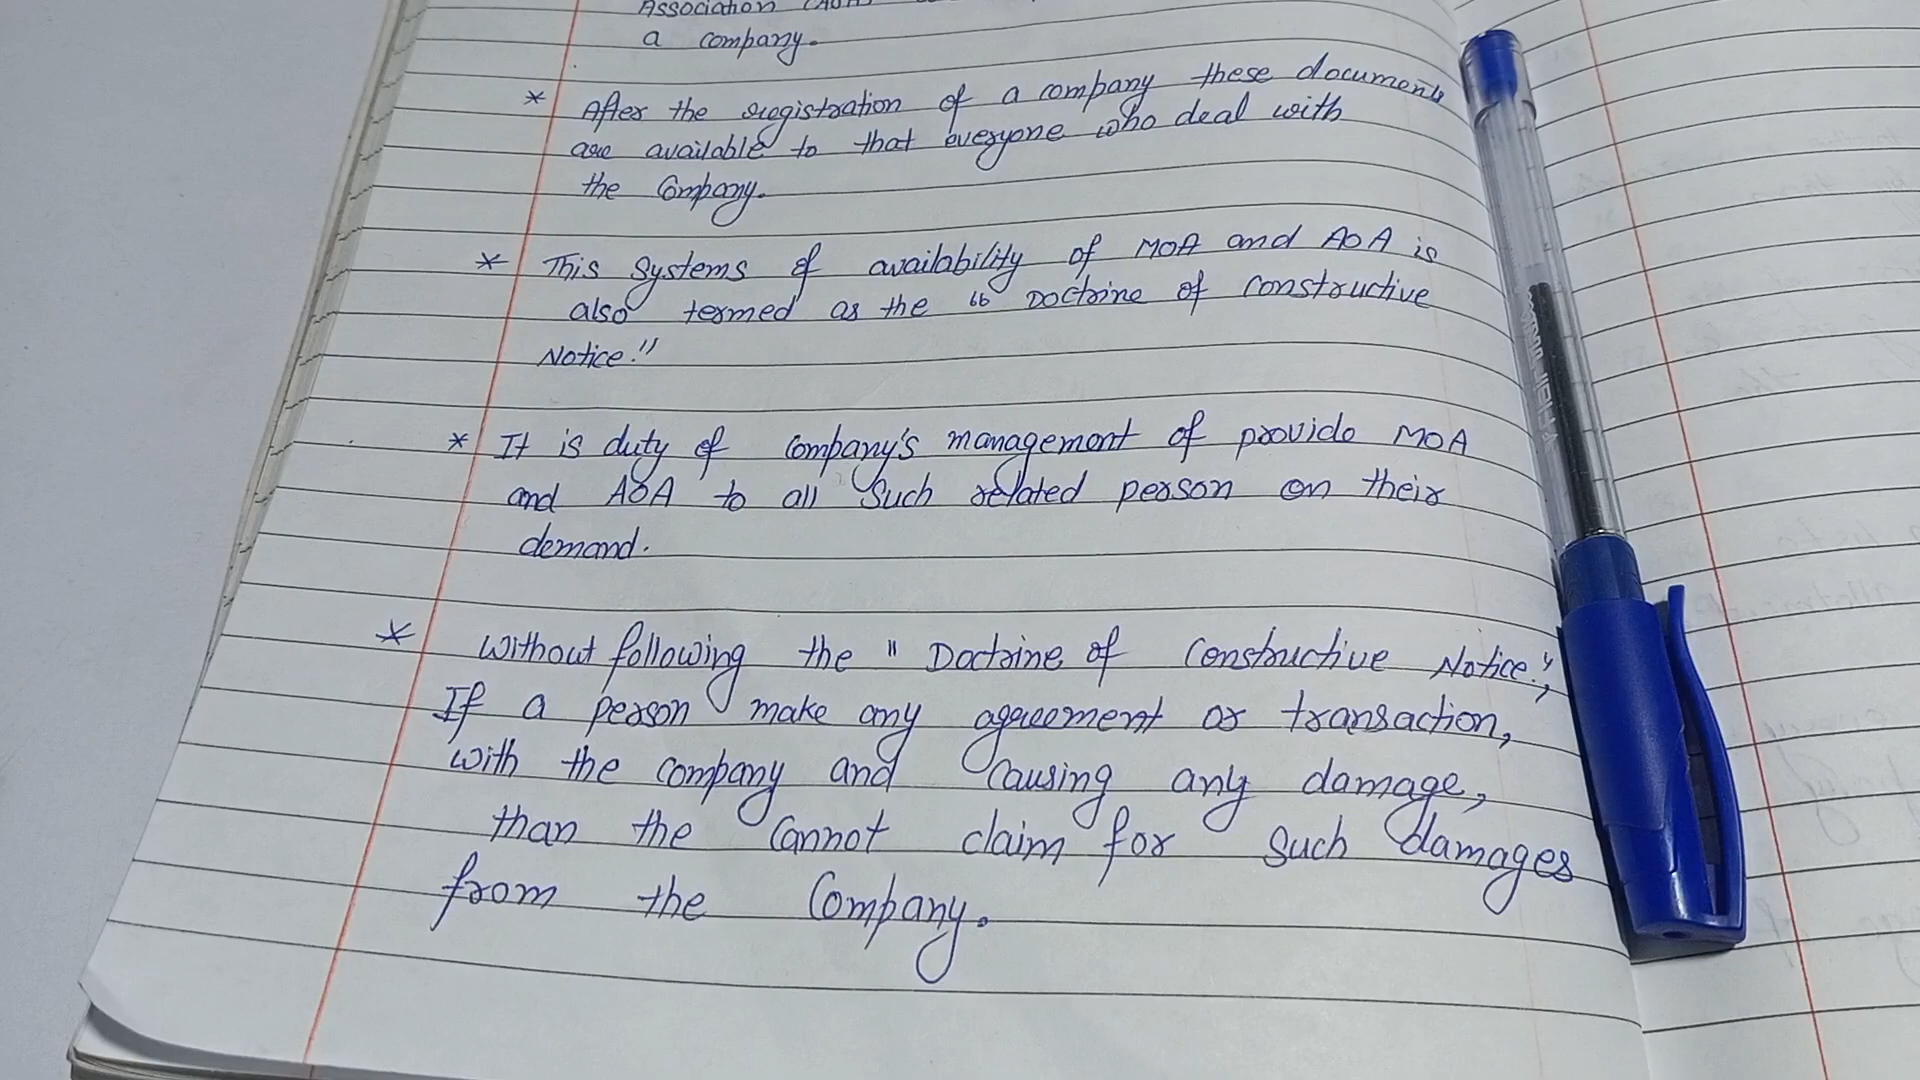 Association
a company.
* After the registration of a company these documents
are available to that everyone who deal with
the Company.
* This Systems of availability of MOA and AOA is
also termed as the " Doctrine of constructive
Notice."
* It is duty of Company's management of provide MOA
and AOA to all Such related person on their
demand.
* without following the " Doctrine of Constructive Notice.",
If a person make any agreement or transaction,
with the company and Causing any damage,
than the Cannot claim for Such damages
from the Company.